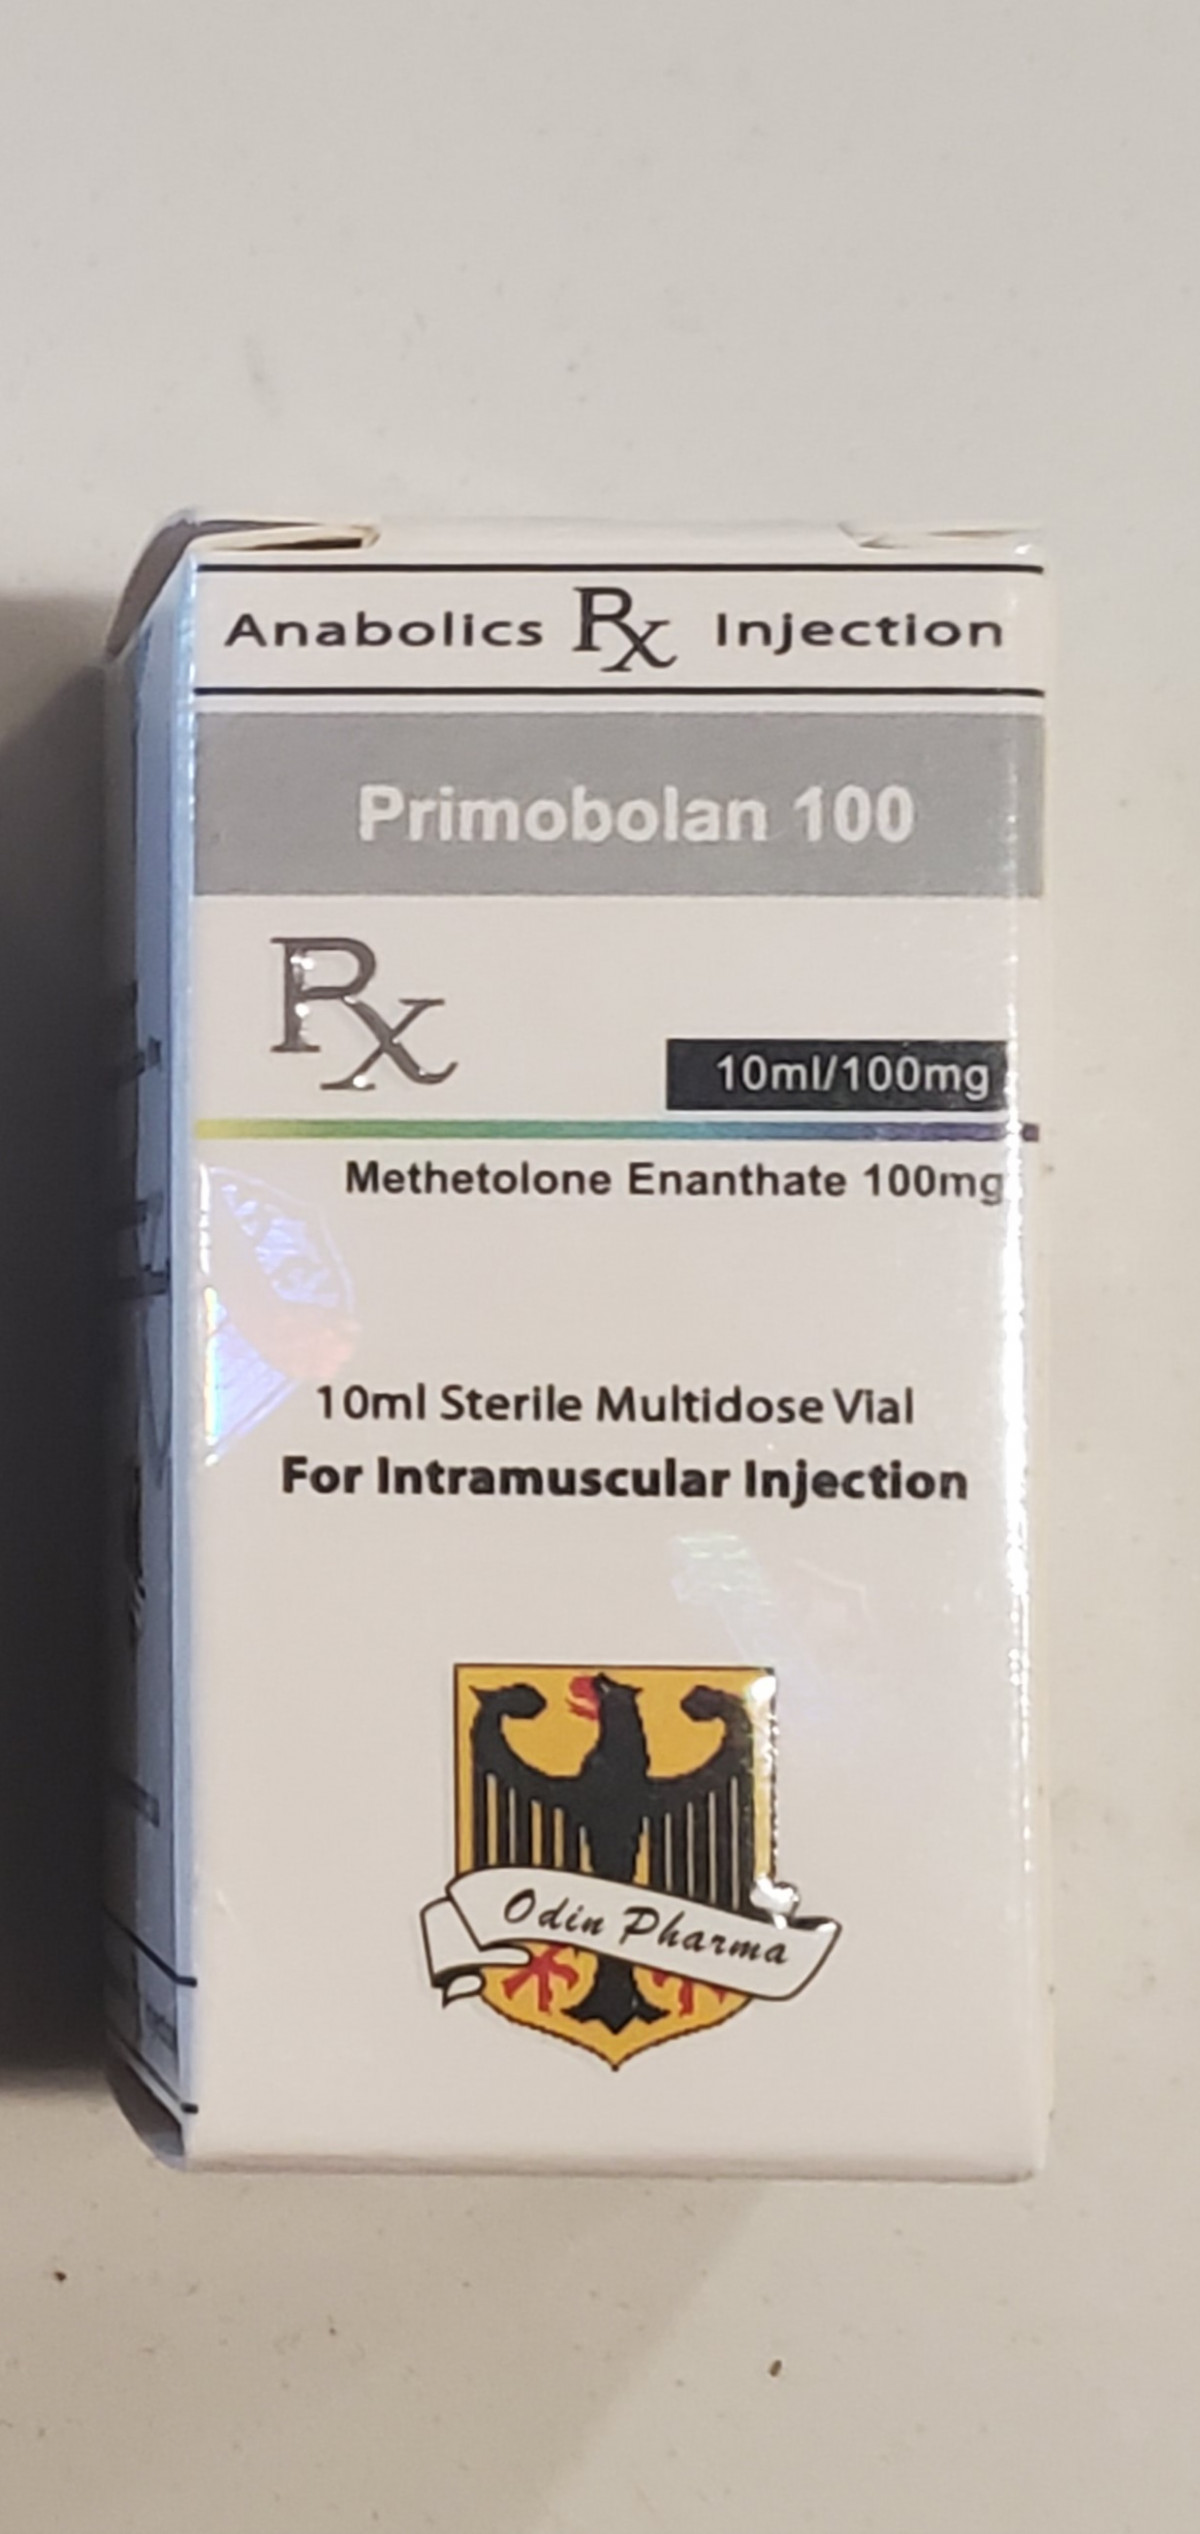 Anabolics Rx Injection
Primobolan 100
Rx
10ml/100mg
Methetolone Enanthate 100mg
10ml Sterile Multidose Vial
For Intramuscular Injection
Odin Pharma